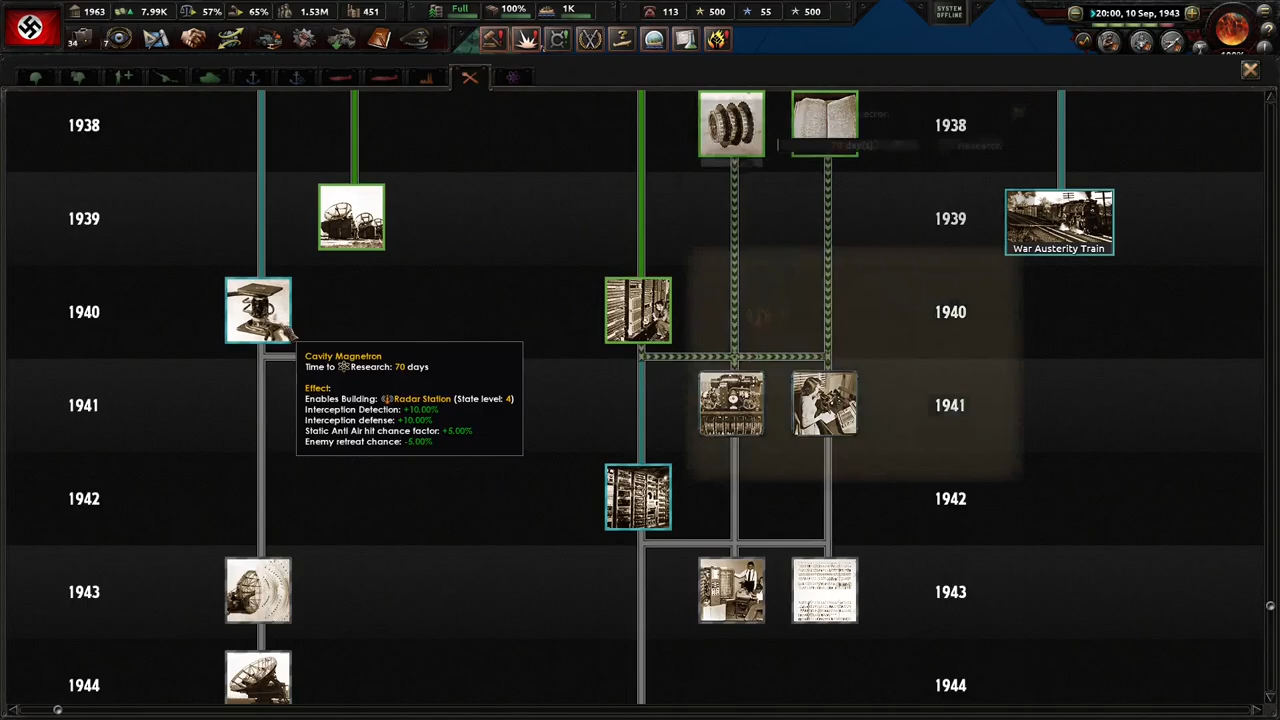 1963 7.99K 57% 65% 1.53M 451 Full 100% 1K 113 500 55 500
SYSTEM
OFFLINE
20:00, 10 Sep, 1943
34 7
100%
1938 1938
70 day(s) Research
1939 1939
War Austerity Train
1940 1940
Cavity Magnetron
Time to Research: 70 days
Effect:
Enables Building: Radar Station (State level: 4)
Interception Detection: +10.00%
Interception defense: +10.00%
Static Anti Air hit chance factor: +5.00%
Enemy retreat chance: -5.00%
1941 1941
1942 1942
1943 1943
1944 1944